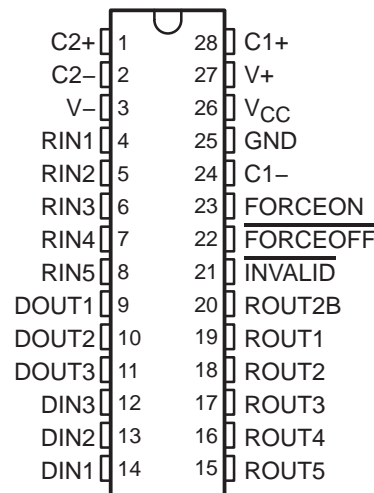 C2+ 1 28 C1+
C2− 2 27 V+
V− 3 26 VCC
RIN1 4 25 GND
RIN2 5 24 C1−
RIN3 6 23 FORCEON
RIN4 7 22 FORCEOFF
RIN5 8 21 INVALID
DOUT1 9 20 ROUT2B
DOUT2 10 19 ROUT1
DOUT3 11 18 ROUT2
DIN3 12 17 ROUT3
DIN2 13 16 ROUT4
DIN1 14 15 ROUT5